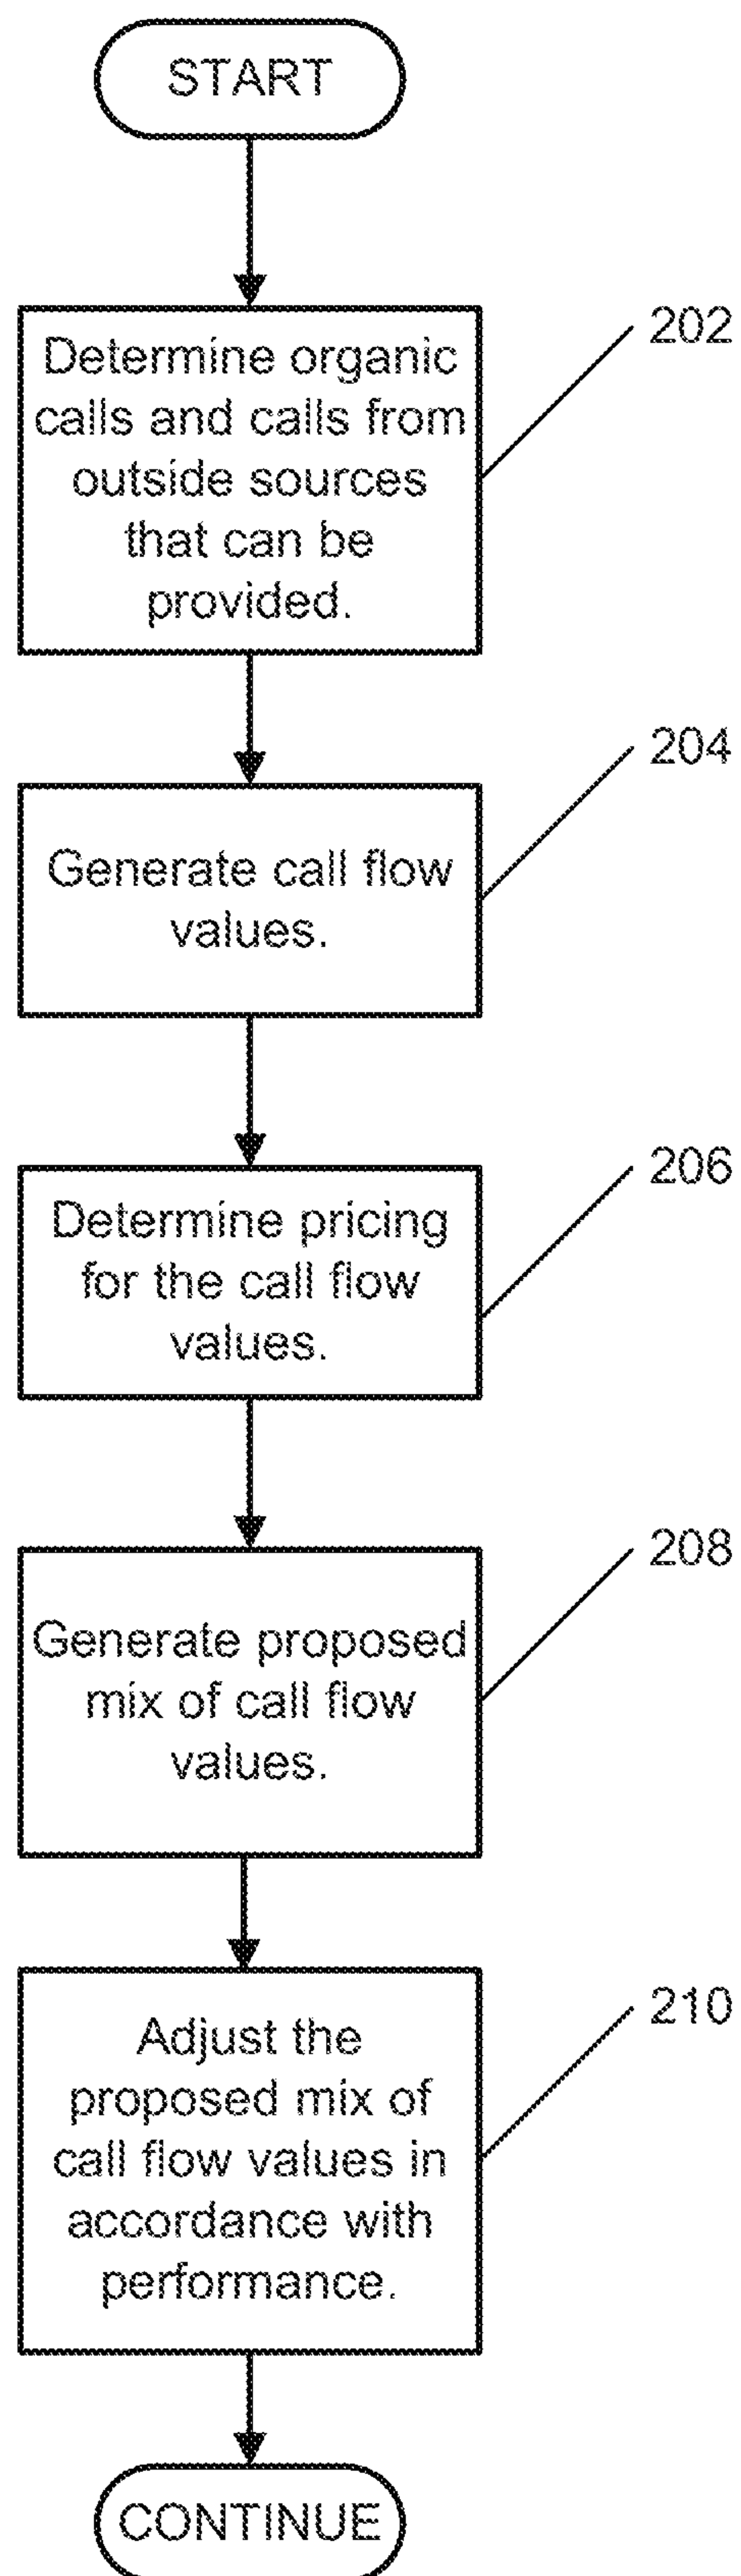 START
Determine organic
calls and calls from
outside sources
that can be
provided.
202
Generate call flow
values.
204
Determine pricing
for the call flow
values.
206
Generate proposed
mix of call flow
values.
208
Adjust the
proposed mix of
call flow values in
accordance with
performance.
210
CONTINUE